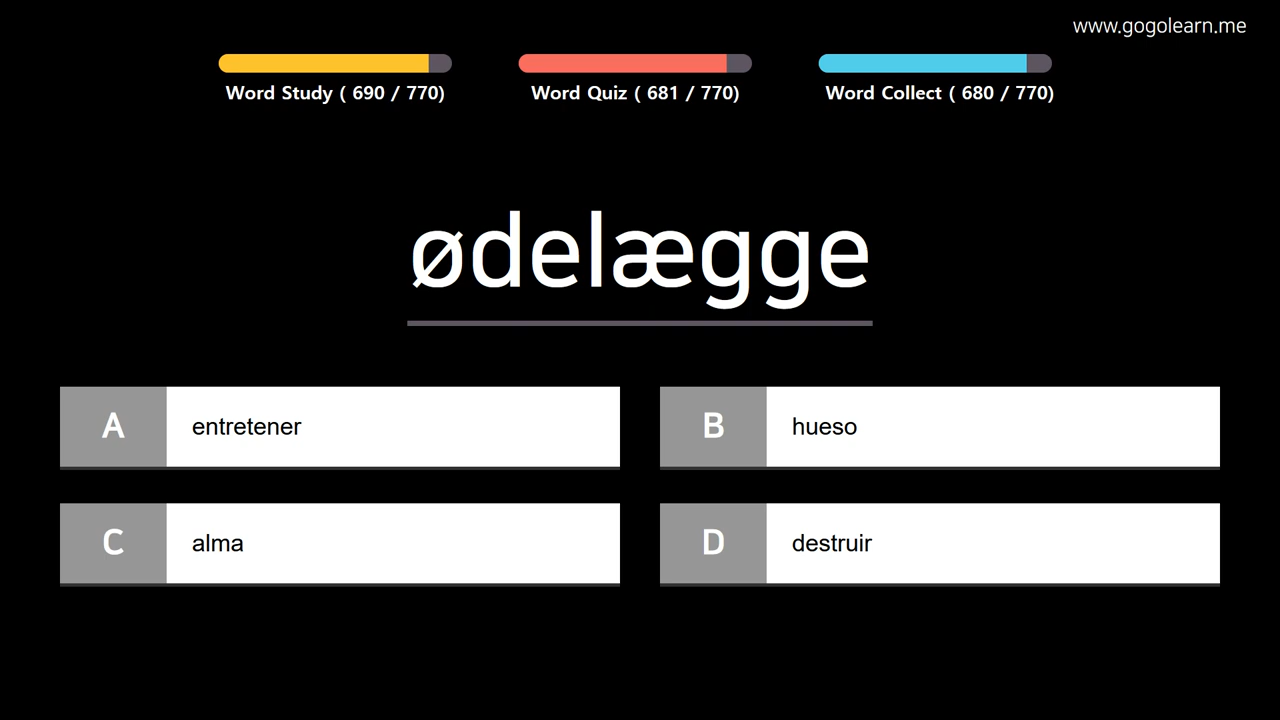 www.gogolearn.me
Word Study ( 690 / 770)
Word Quiz ( 681 / 770)
Word Collect ( 680 / 770)
ødelægge
A entretener
B hueso
C alma
D destruir